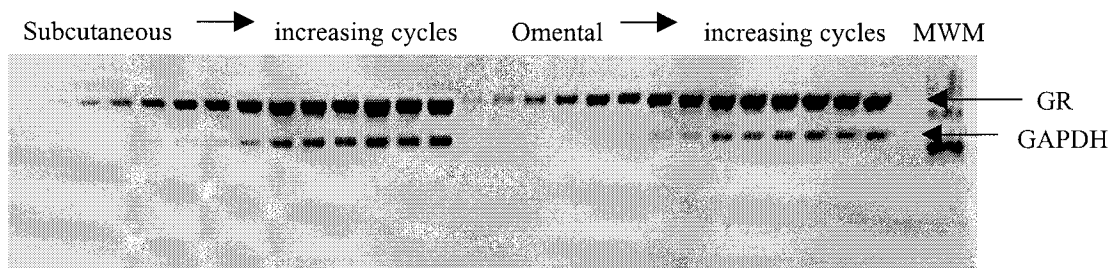 Subcutaneous increasing cycles Omental increasing cycles MWM
GR
GAPDH